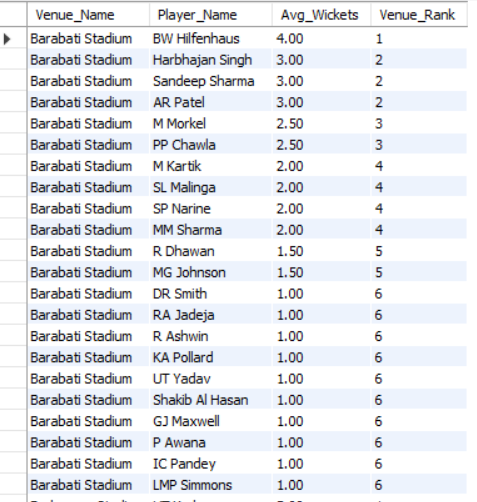 Venue_Name Player_Name Avg_Wickets Venue_Rank
Barabati Stadium BW Hilfenhaus 4.00 1
Barabati Stadium Harbhajan Singh 3.00 2
Barabati Stadium Sandeep Sharma 3.00 2
Barabati Stadium AR Patel 3.00 2
Barabati Stadium M Morkel 2.50 3
Barabati Stadium PP Chawla 2.50 3
Barabati Stadium M Kartik 2.00 4
Barabati Stadium SL Malinga 2.00 4
Barabati Stadium SP Narine 2.00 4
Barabati Stadium MM Sharma 2.00 4
Barabati Stadium R Dhawan 1.50 5
Barabati Stadium MG Johnson 1.50 5
Barabati Stadium DR Smith 1.00 6
Barabati Stadium RA Jadeja 1.00 6
Barabati Stadium R Ashwin 1.00 6
Barabati Stadium KA Pollard 1.00 6
Barabati Stadium UT Yadav 1.00 6
Barabati Stadium Shakib Al Hasan 1.00 6
Barabati Stadium GJ Maxwell 1.00 6
Barabati Stadium P Awana 1.00 6
Barabati Stadium IC Pandey 1.00 6
Barabati Stadium LMP Simmons 1.00 6